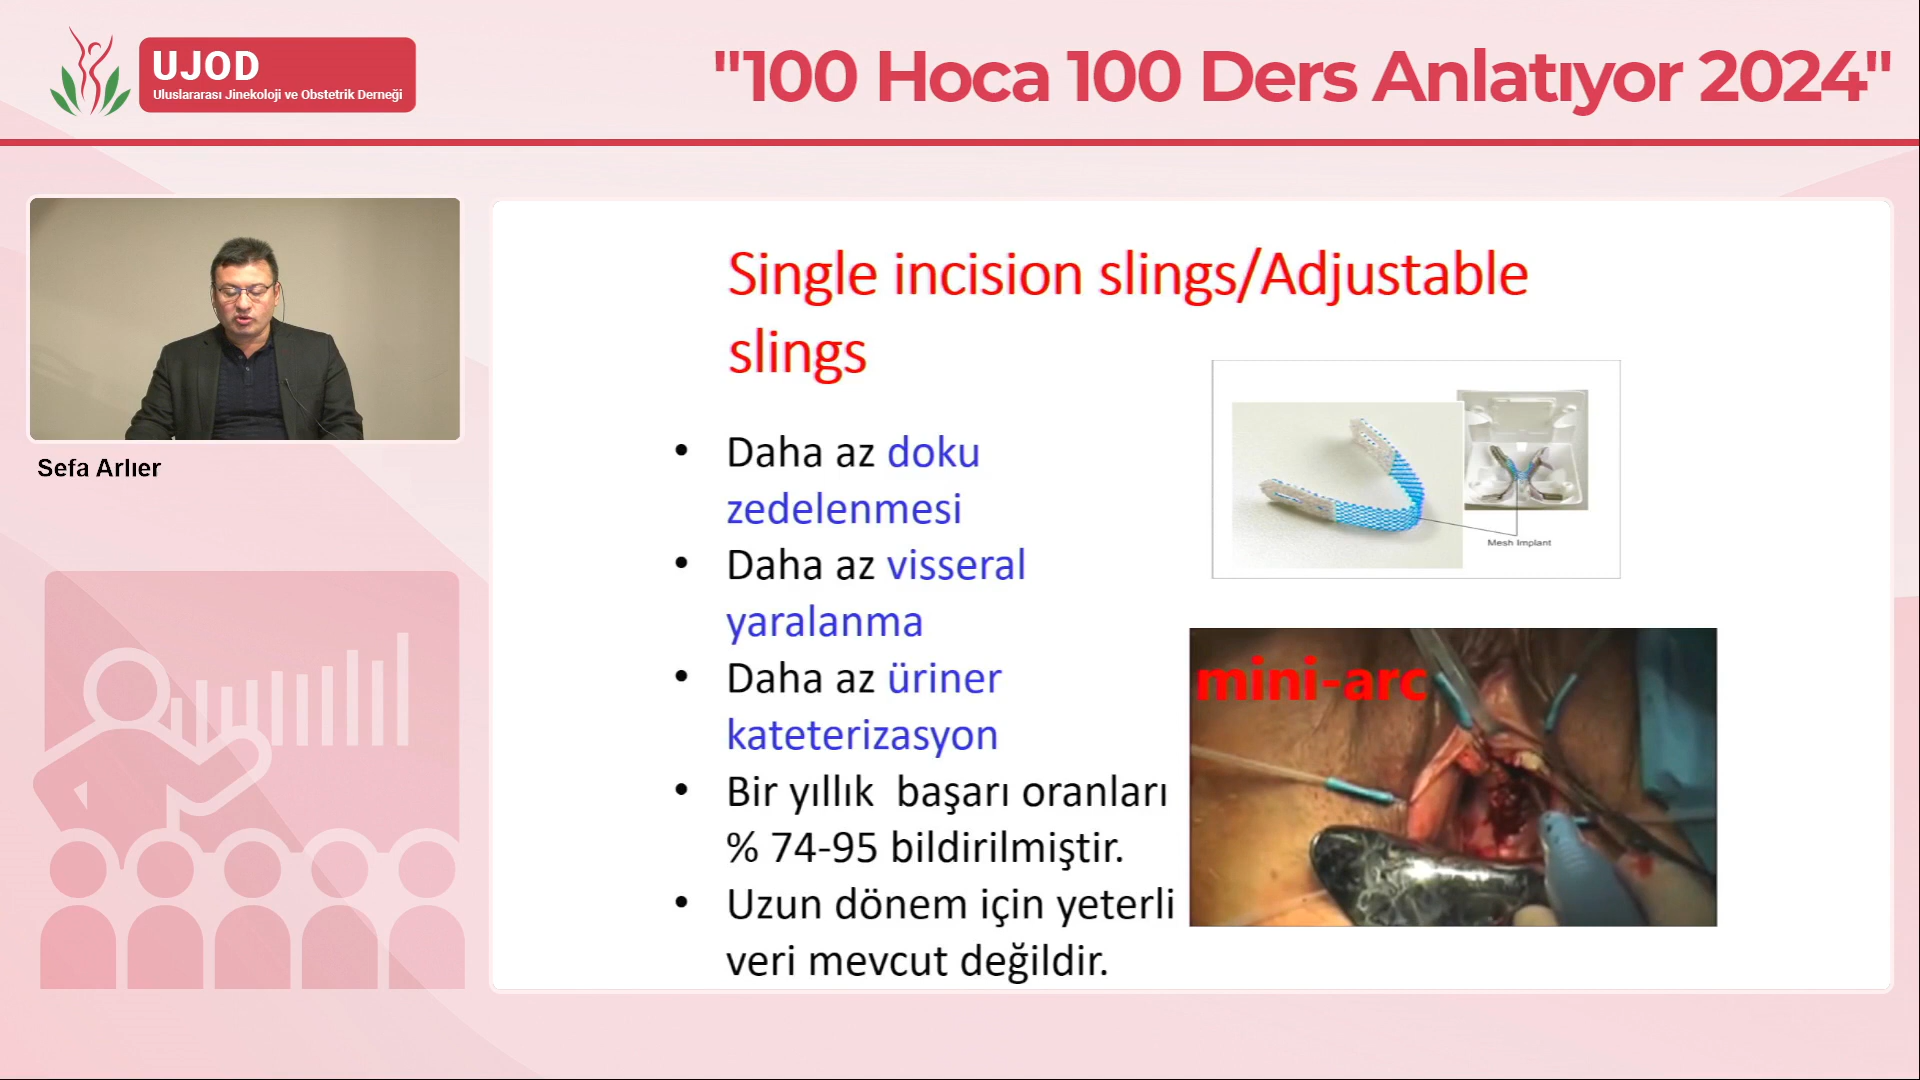 UJOD
Uluslararası Jinekoloji ve Obstetrik Derneği
"100 Hoca 100 Ders Anlatıyor 2024"
Sefa Arlıer
Single incision slings/Adjustable
slings
• Daha az doku
zedelenmesi
• Daha az visseral
yaralanma
• Daha az üriner
kateterizasyon
• Bir yıllık başarı oranları
% 74-95 bildirilmiştir.
• Uzun dönem için yeterli
veri mevcut değildir.
Mesh Implant
mini-arc